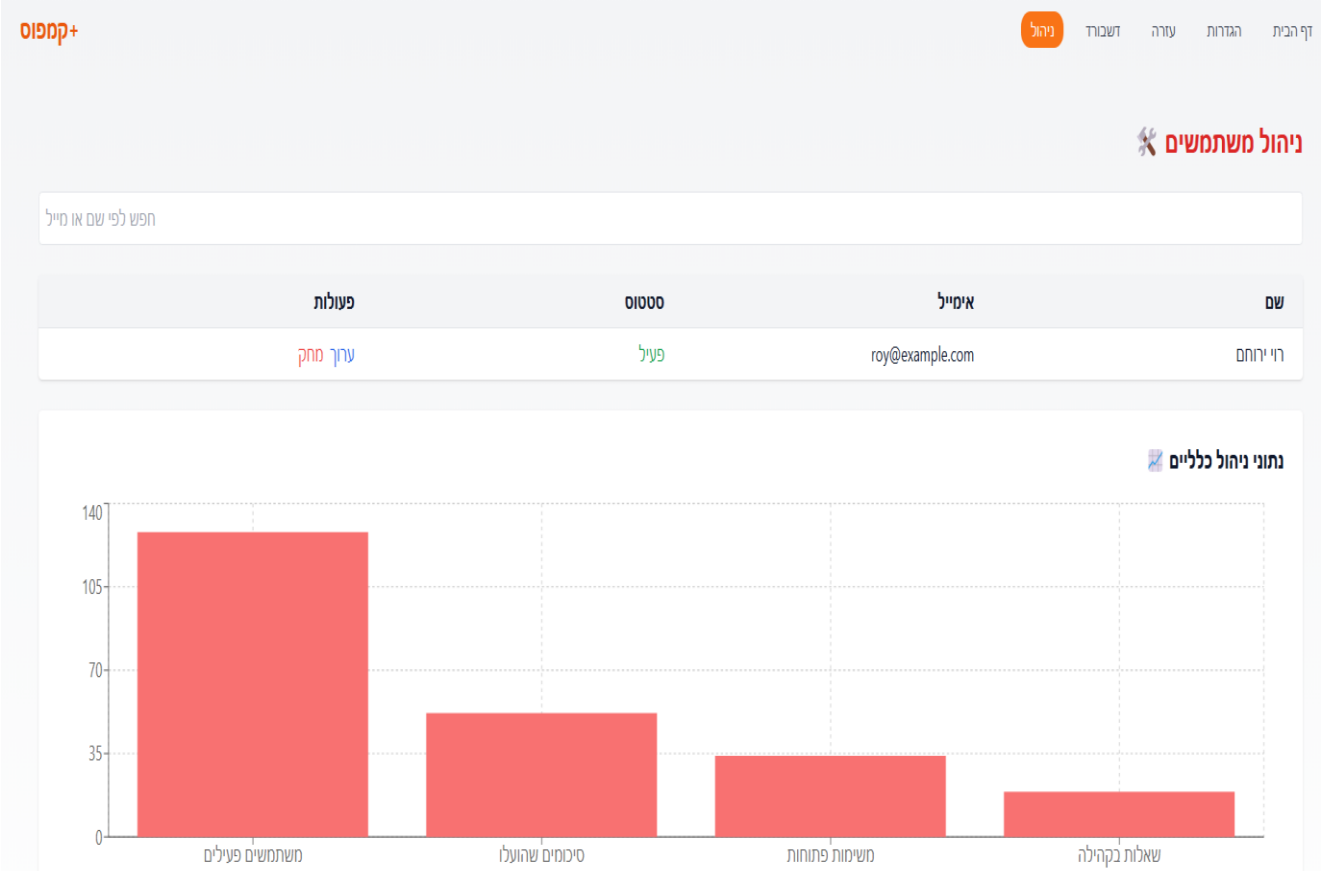 דף הבית הגדרות עזרה דשבורד ניהול קמפוס+
ניהול משתמשים 🛠️
חפש לפי שם או מייל
שם אימייל סטטוס פעולות
רוי ירוחם roy@example.com פעיל ערוך מחק
נתוני ניהול כלליים 📈
140
105
70
35
0
משתמשים פעילים סיכומים שהועלו משימות פתוחות שאלות בקהילה